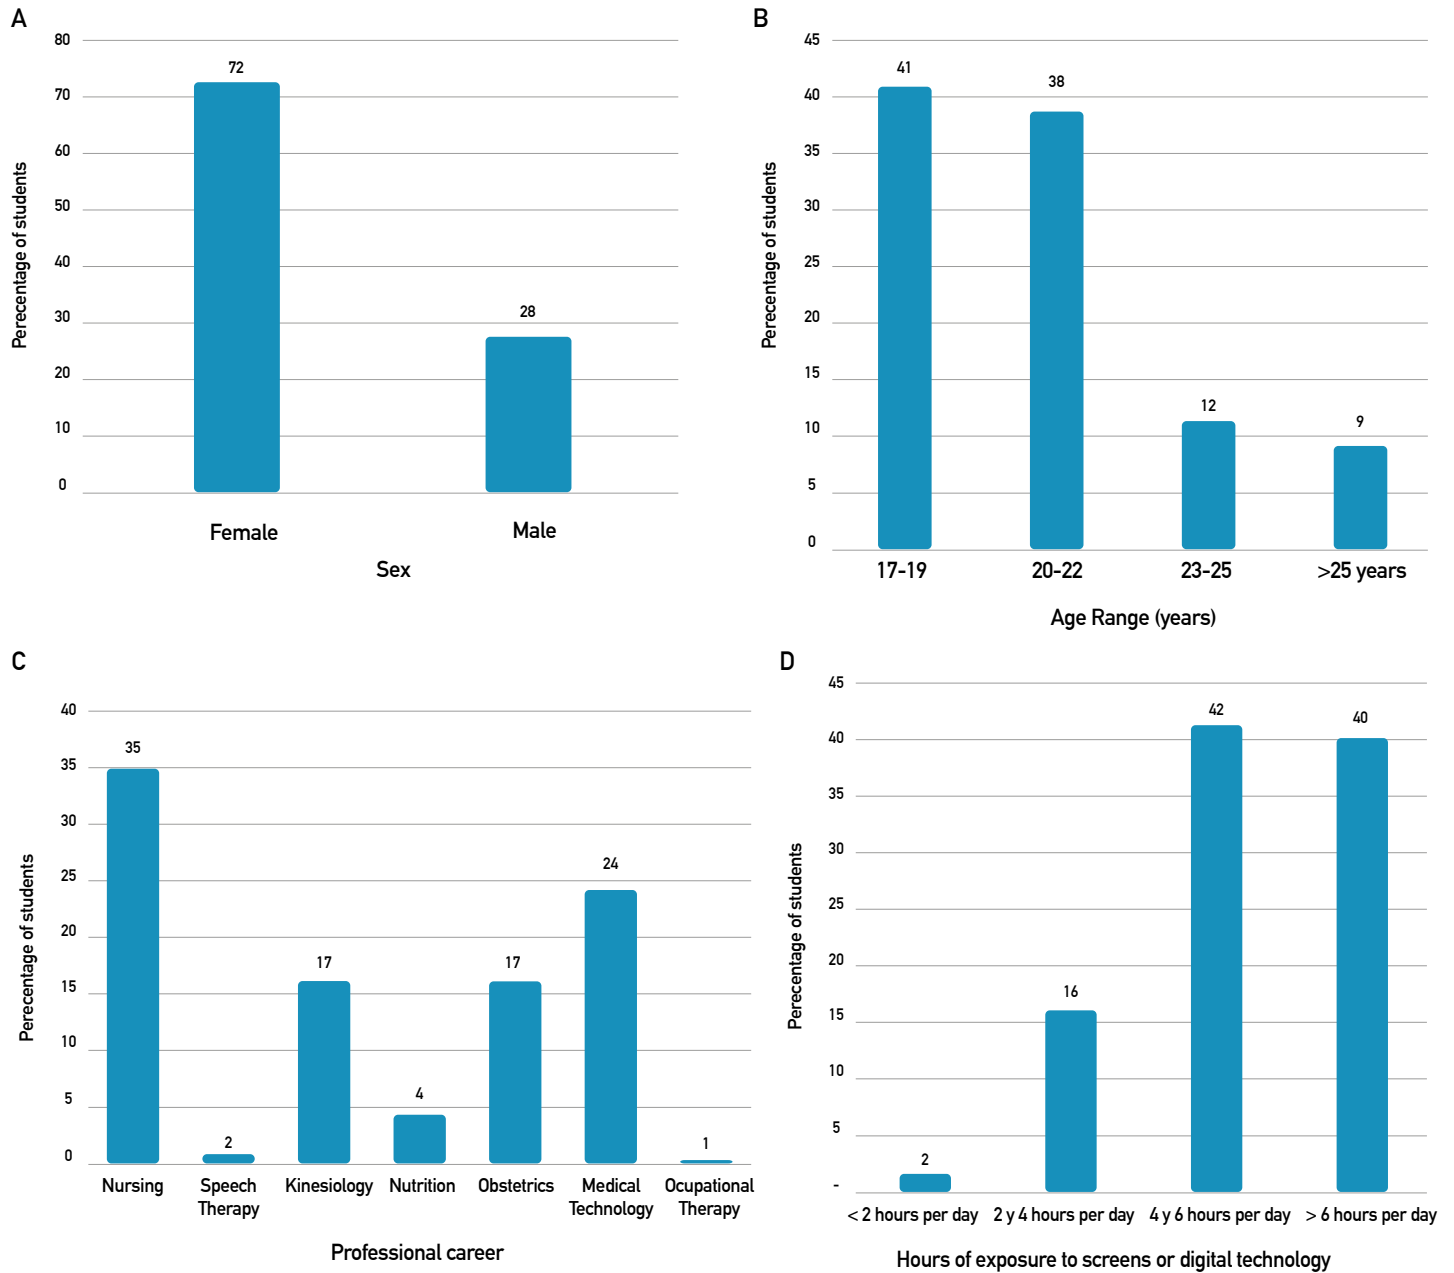 A
80
70
60
50
40
30
20
10
0
Perecentage of students
72
28
Female
Male
Sex
B
45
40
35
30
25
20
15
10
5
0
Perecentage of students
41
38
12
9
17-19
20-22
23-25
>25 years
Age Range (years)
C
40
35
30
25
20
15
10
5
0
Perecentage of students
35
2
17
4
17
24
1
Nursing
Speech
Therapy
Kinesiology
Nutrition
Obstetrics
Medical
Technology
Ocupational
Therapy
Professional career
D
45
40
35
30
25
20
15
10
5
-
Perecentage of students
2
16
42
40
< 2 hours per day
2 y 4 hours per day
4 y 6 hours per day
> 6 hours per day
Hours of exposure to screens or digital technology